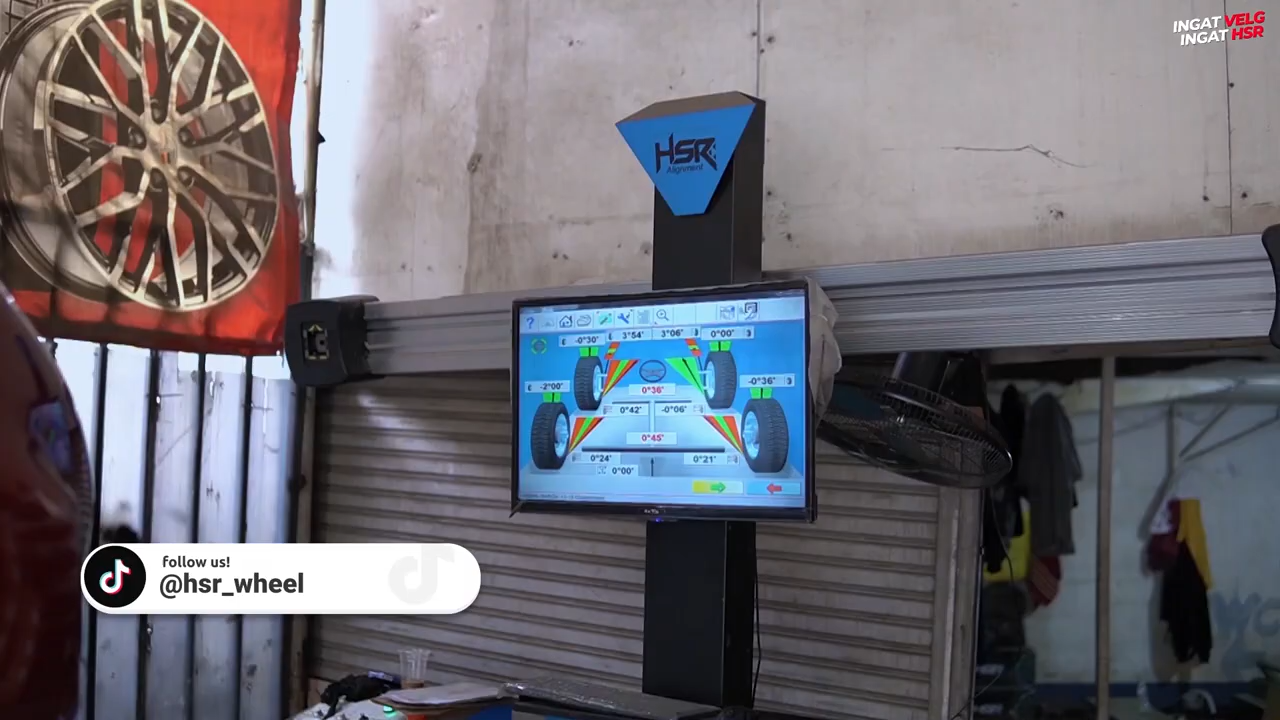 INGAT VELG
INGAT HSR
HSR
Alignment
?
-0°30'
3°54'
3°06'
0°00'
-2°00'
-0°36'
0°36'
0°42'
-0°06'
0°45'
0°24'
0°21'
0°00'
follow us!
@hsr_wheel